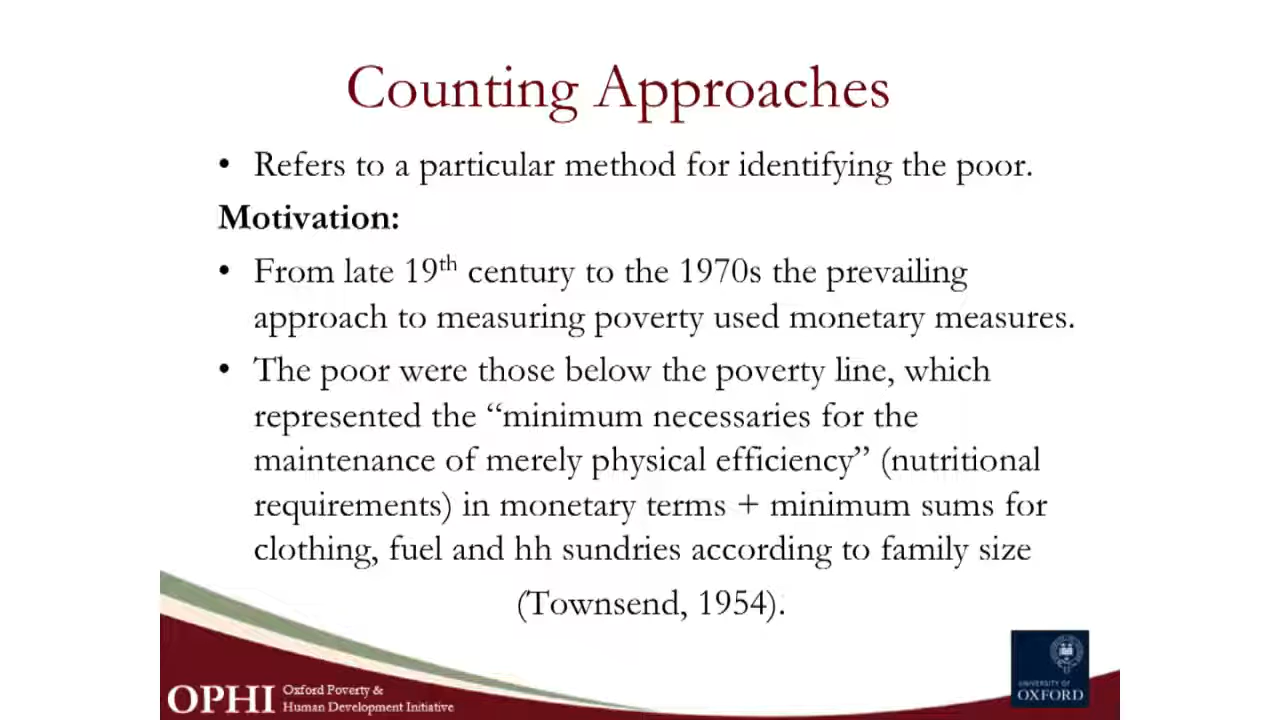 Counting Approaches
• Refers to a particular method for identifying the poor.
Motivation:
• From late 19th century to the 1970s the prevailing
approach to measuring poverty used monetary measures.
• The poor were those below the poverty line, which
represented the “minimum necessaries for the
maintenance of merely physical efficiency” (nutritional
requirements) in monetary terms + minimum sums for
clothing, fuel and hh sundries according to family size
(Townsend, 1954).
OPHI
Oxford Poverty &
Human Development Initiative
UNIVERSITY OF
OXFORD